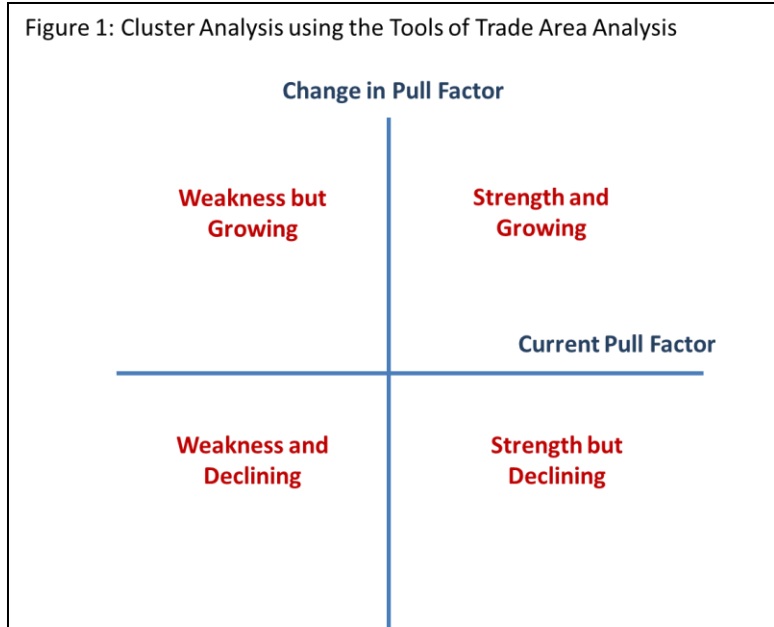 Figure 1: Cluster Analysis using the Tools of Trade Area Analysis
Change in Pull Factor
Weakness but
Growing
Strength and
Growing
Current Pull Factor
Weakness and
Declining
Strength but
Declining